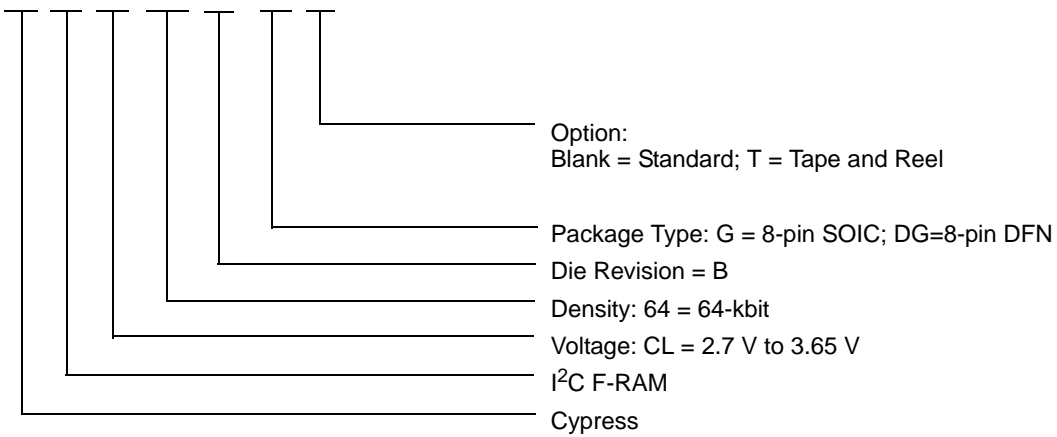 Option:
Blank = Standard; T = Tape and Reel
Package Type: G = 8-pin SOIC; DG=8-pin DFN
Die Revision = B
Density: 64 = 64-kbit
Voltage: CL = 2.7 V to 3.65 V
I²C F-RAM
Cypress